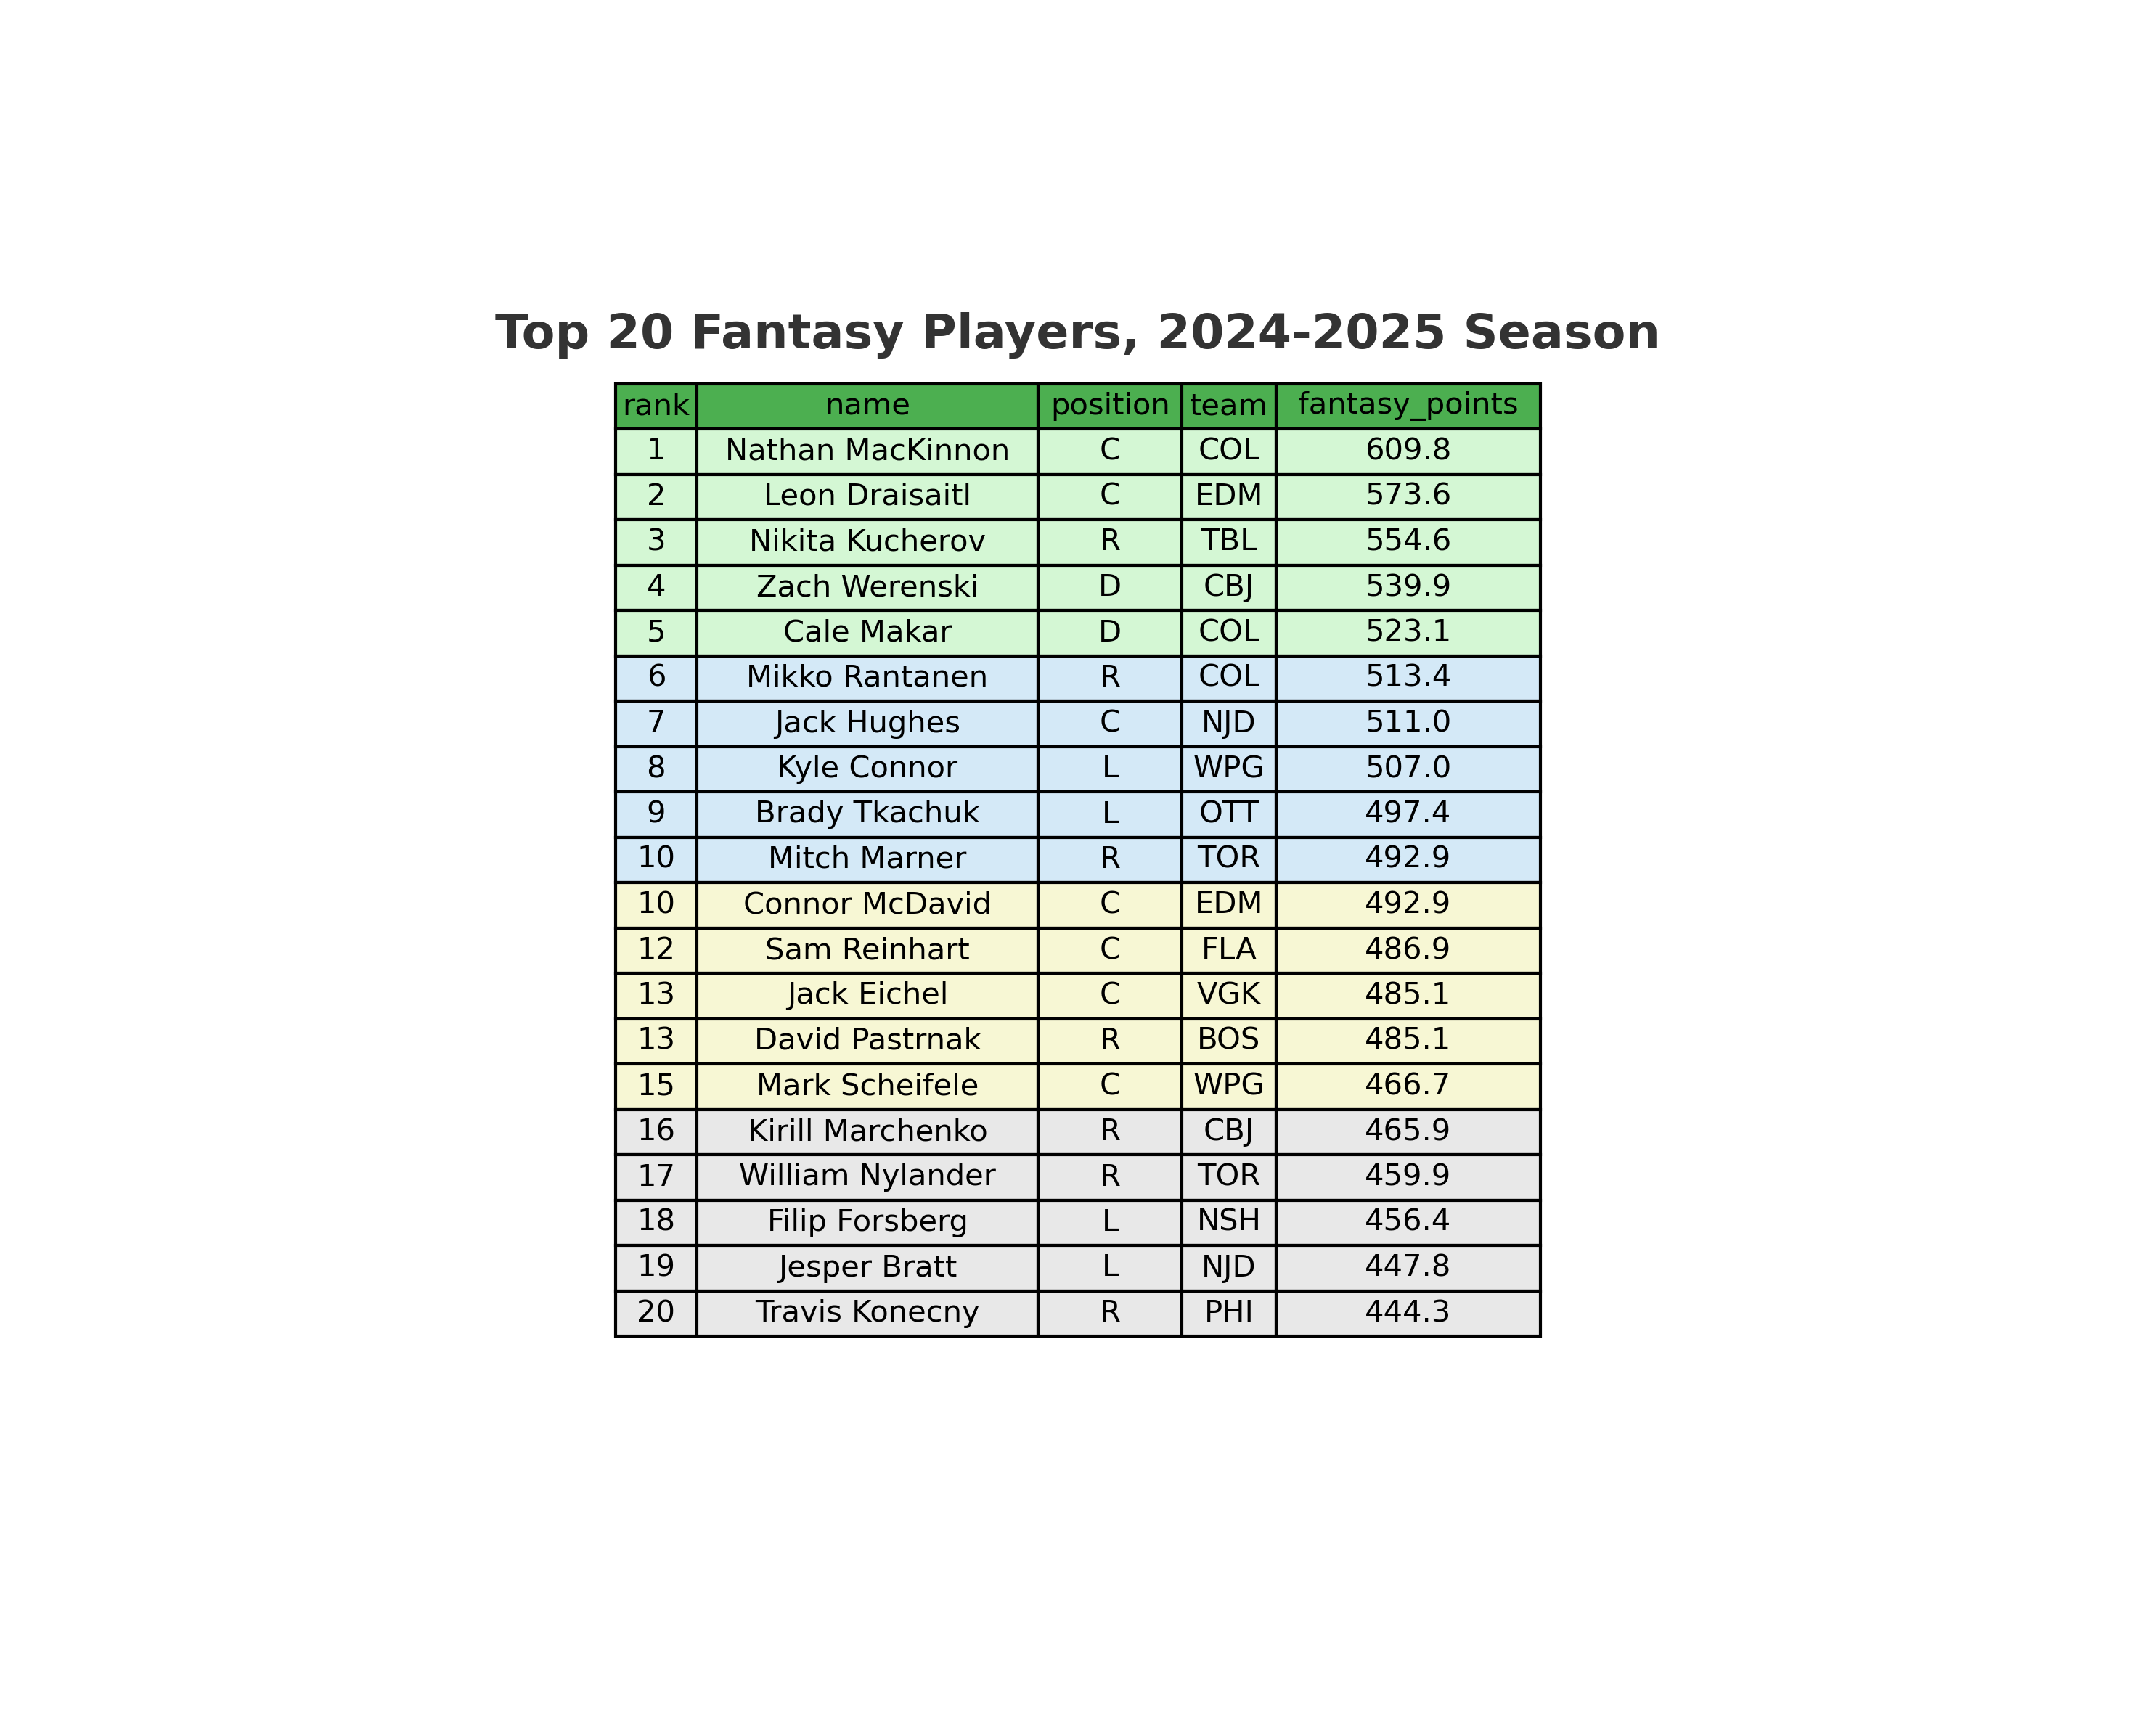 Top 20 Fantasy Players, 2024-2025 Season
rank name position team fantasy_points
1 Nathan MacKinnon C COL 609.8
2 Leon Draisaitl C EDM 573.6
3 Nikita Kucherov R TBL 554.6
4 Zach Werenski D CBJ 539.9
5 Cale Makar D COL 523.1
6 Mikko Rantanen R COL 513.4
7 Jack Hughes C NJD 511.0
8 Kyle Connor L WPG 507.0
9 Brady Tkachuk L OTT 497.4
10 Mitch Marner R TOR 492.9
10 Connor McDavid C EDM 492.9
12 Sam Reinhart C FLA 486.9
13 Jack Eichel C VGK 485.1
13 David Pastrnak R BOS 485.1
15 Mark Scheifele C WPG 466.7
16 Kirill Marchenko R CBJ 465.9
17 William Nylander R TOR 459.9
18 Filip Forsberg L NSH 456.4
19 Jesper Bratt L NJD 447.8
20 Travis Konecny R PHI 444.3